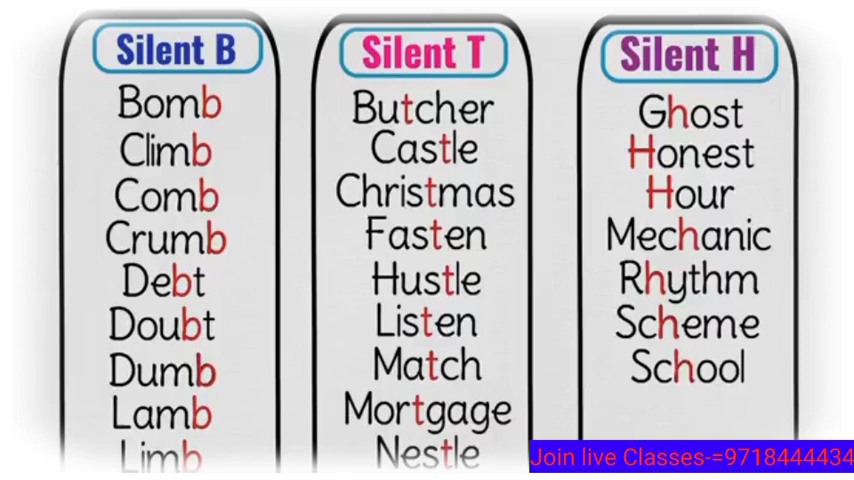 Silent B
Bomb
Climb
Comb
Crumb
Debt
Doubt
Dumb
Lamb
Limb
Silent T
Butcher
Castle
Christmas
Fasten
Hustle
Listen
Match
Mortgage
Nestle
Silent H
Ghost
Honest
Hour
Mechanic
Rhythm
Scheme
School
Join live Classes-=9718444434